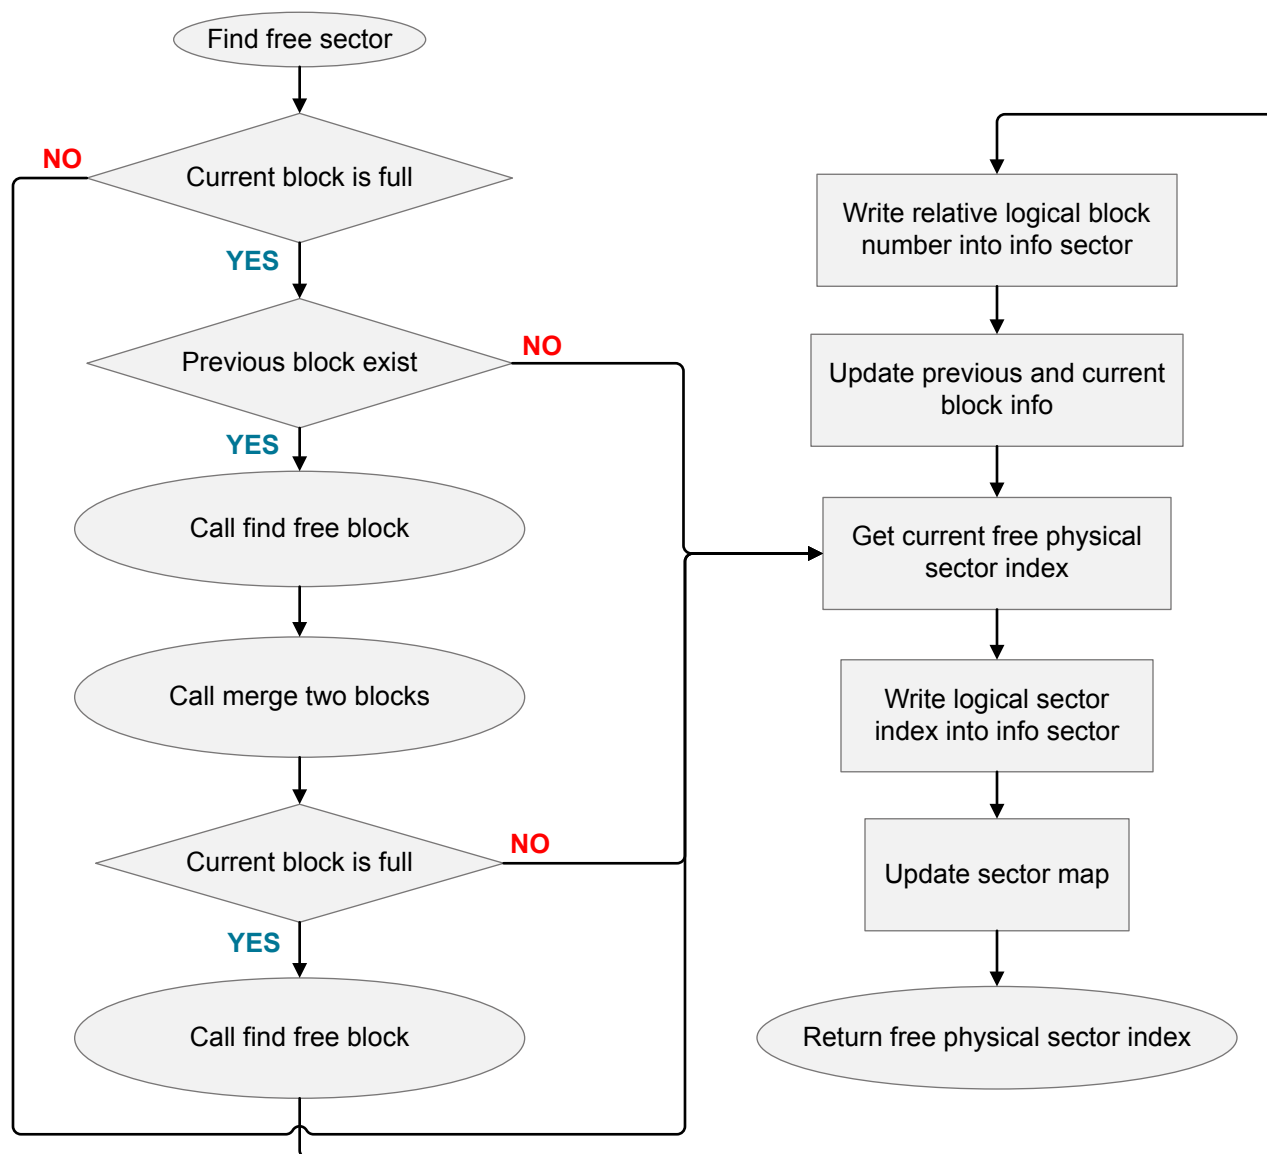 Find free sector
NO
Current block is full
YES
Previous block exist
NO
YES
Call find free block
Call merge two blocks
Current block is full
NO
YES
Call find free block
Write relative logical block
number into info sector
Update previous and current
block info
Get current free physical
sector index
Write logical sector
index into info sector
Update sector map
Return free physical sector index